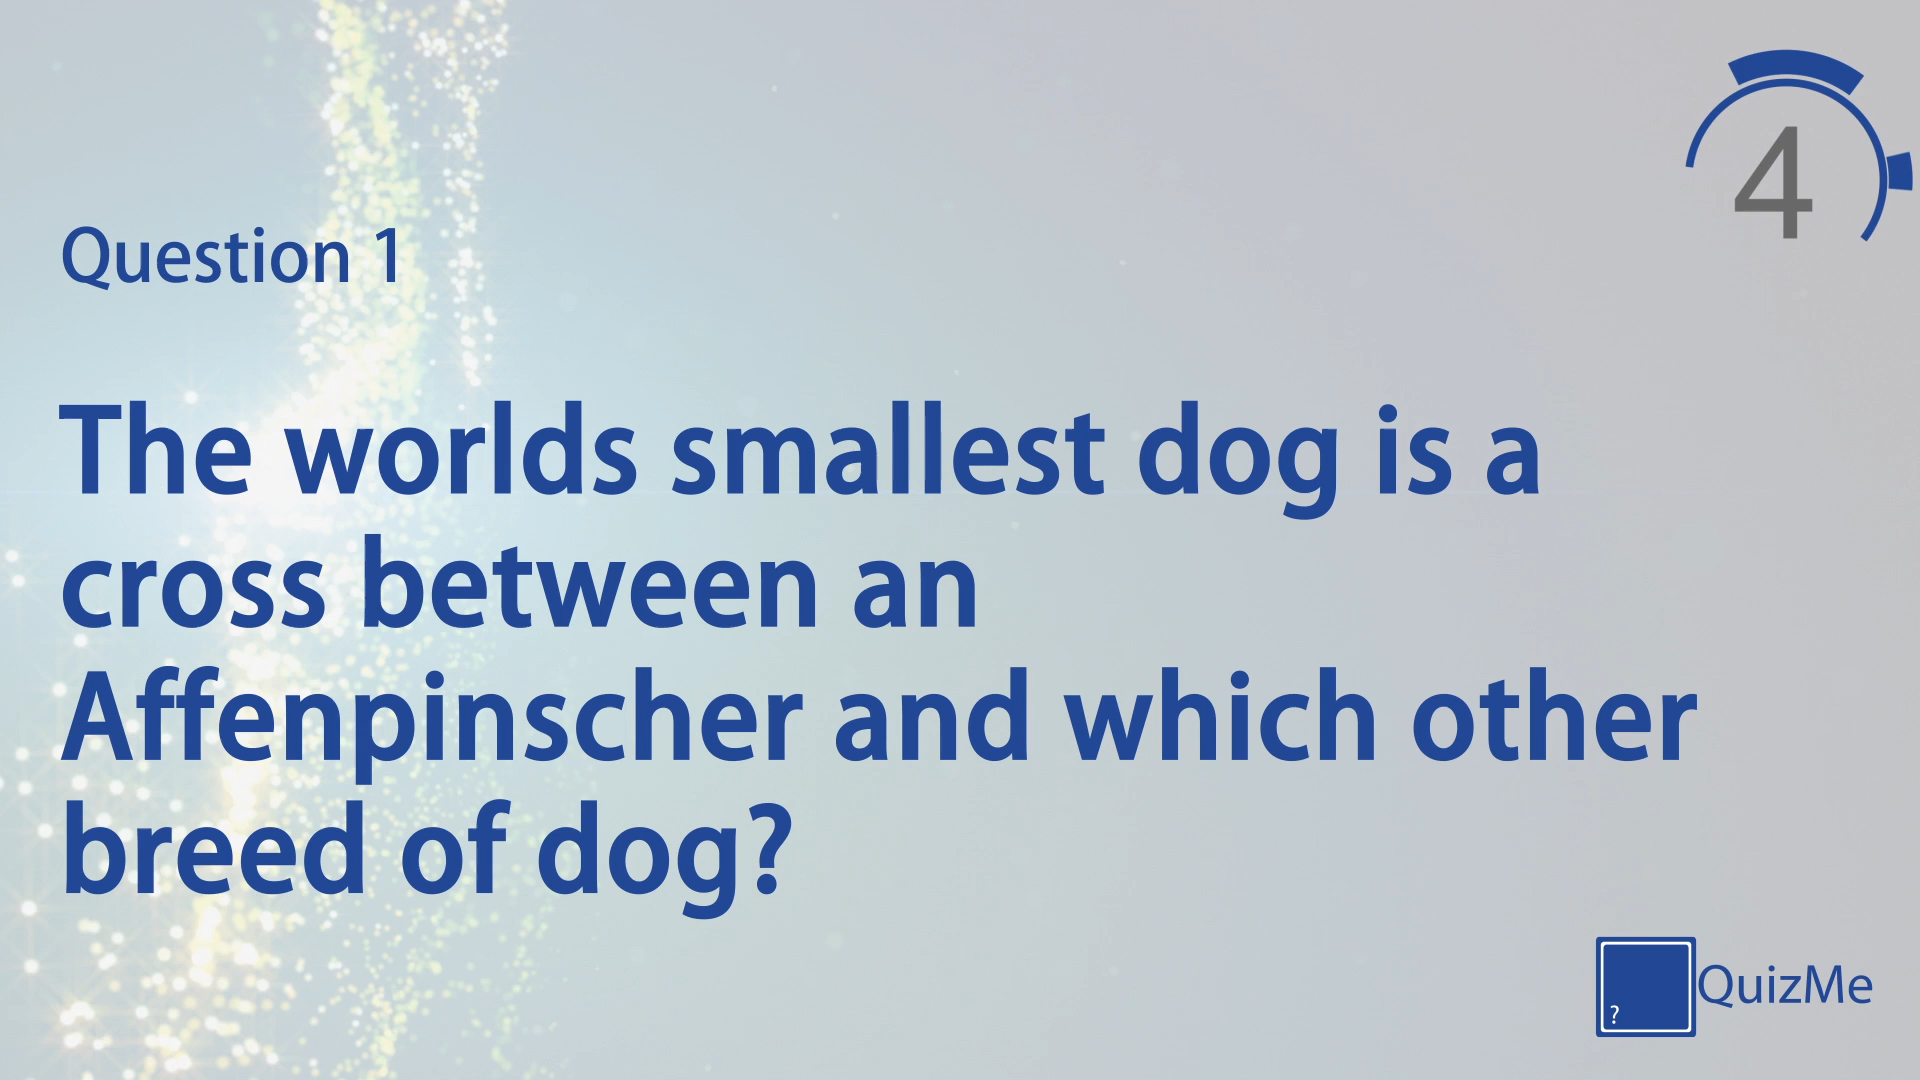 4
Question 1
The worlds smallest dog is a
cross between an
Affenpinscher and which other
breed of dog?
?
QuizMe